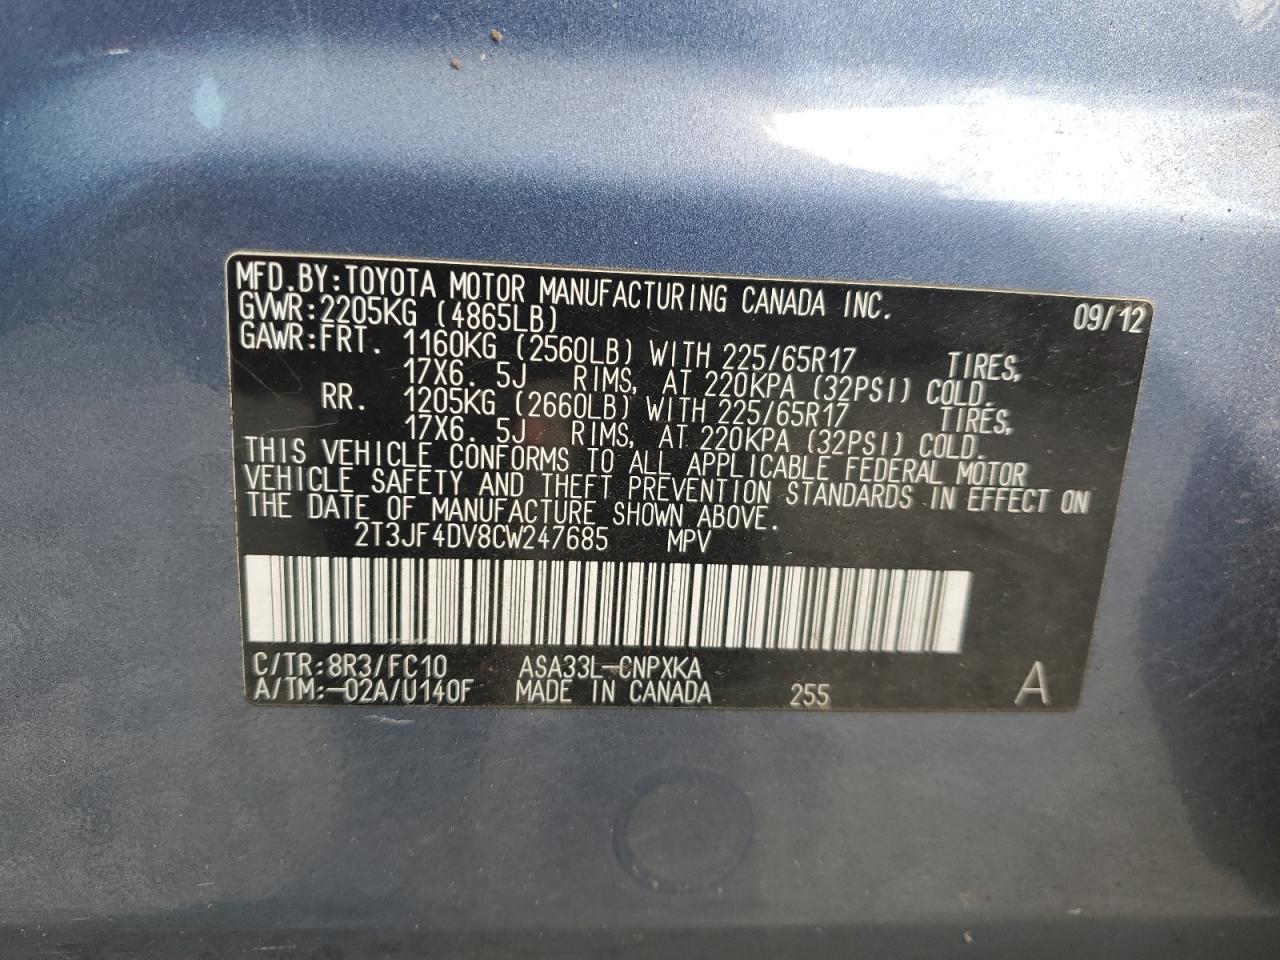 MFD.BY:TOYOTA MOTOR MANUFACTURING CANADA INC.
GVWR:2205KG (4865LB) 09/12
GAWR:FRT. 1160KG (2560LB) WITH 225/65R17 TIRES,
17X6. 5J RIMS, AT 220KPA (32PSI) COLD.
RR. 1205KG (2660LB) WITH 225/65R17 TIRES,
17X6. 5J RIMS, AT 220KPA (32PSI) COLD.
THIS VEHICLE CONFORMS TO ALL APPLICABLE FEDERAL MOTOR
VEHICLE SAFETY AND THEFT PREVENTION STANDARDS IN EFFECT ON
THE DATE OF MANUFACTURE SHOWN ABOVE.
2T3JF4DV8CW247685 MPV
C/TR:8R3/FC10 ASA33L-CNPXKA
A/TM:-02A/U140F MADE IN CANADA 255 A